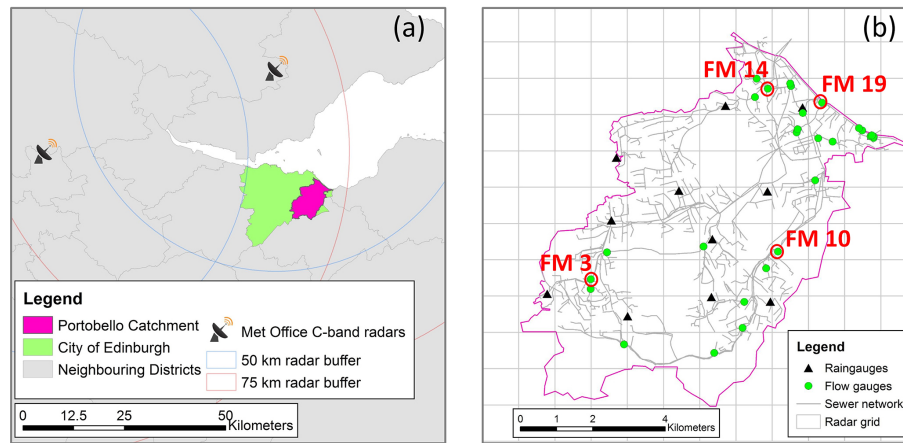 (a)
Legend
Portobello Catchment
City of Edinburgh
Neighbouring Districts
Met Office C-band radars
50 km radar buffer
75 km radar buffer
0 12.5 25 50
Kilometers
(b)
FM 14
FM 19
FM 10
FM 3
Legend
Raingauges
Flow gauges
Sewer network
Radar grid
0 1 2 4
Kilometers